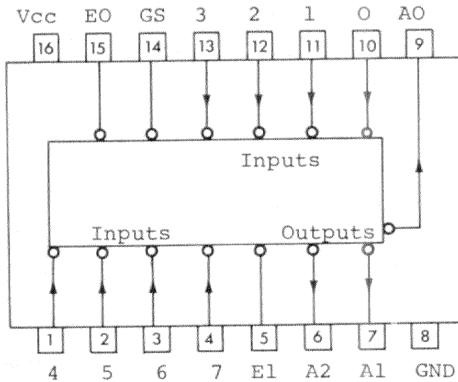 Vcc EO GS 3 2 1 0 AO
16 15 14 13 12 11 10 9
Inputs
Inputs Outputs
1 2 3 4 5 6 7 8
4 5 6 7 E1 A2 A1 GND